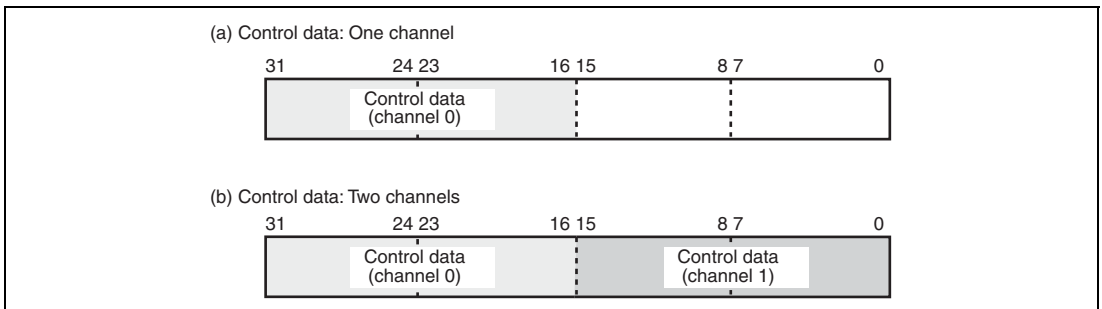 (a) Control data: One channel
31 24 23 16 15 8 7 0
Control data
(channel 0)
(b) Control data: Two channels
31 24 23 16 15 8 7 0
Control data
(channel 0)
Control data
(channel 1)